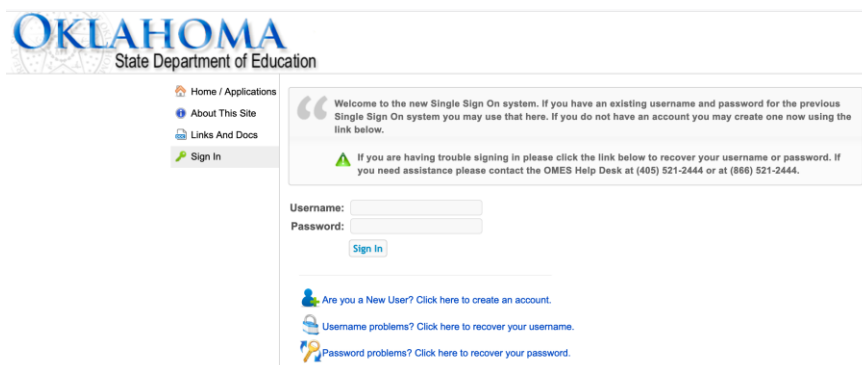 OKLAHOMA
State Department of Education
Home / Applications
About This Site
Links And Docs
Sign In
Welcome to the new Single Sign On system. If you have an existing username and password for the previous
Single Sign On system you may use that here. If you do not have an account you may create one now using the
link below.
If you are having trouble signing in please click the link below to recover your username or password. If
you need assistance please contact the OMES Help Desk at (405) 521-2444 or at (866) 521-2444.
Username:
Password:
Sign In
Are you a New User? Click here to create an account.
Username problems? Click here to recover your username.
Password problems? Click here to recover your password.